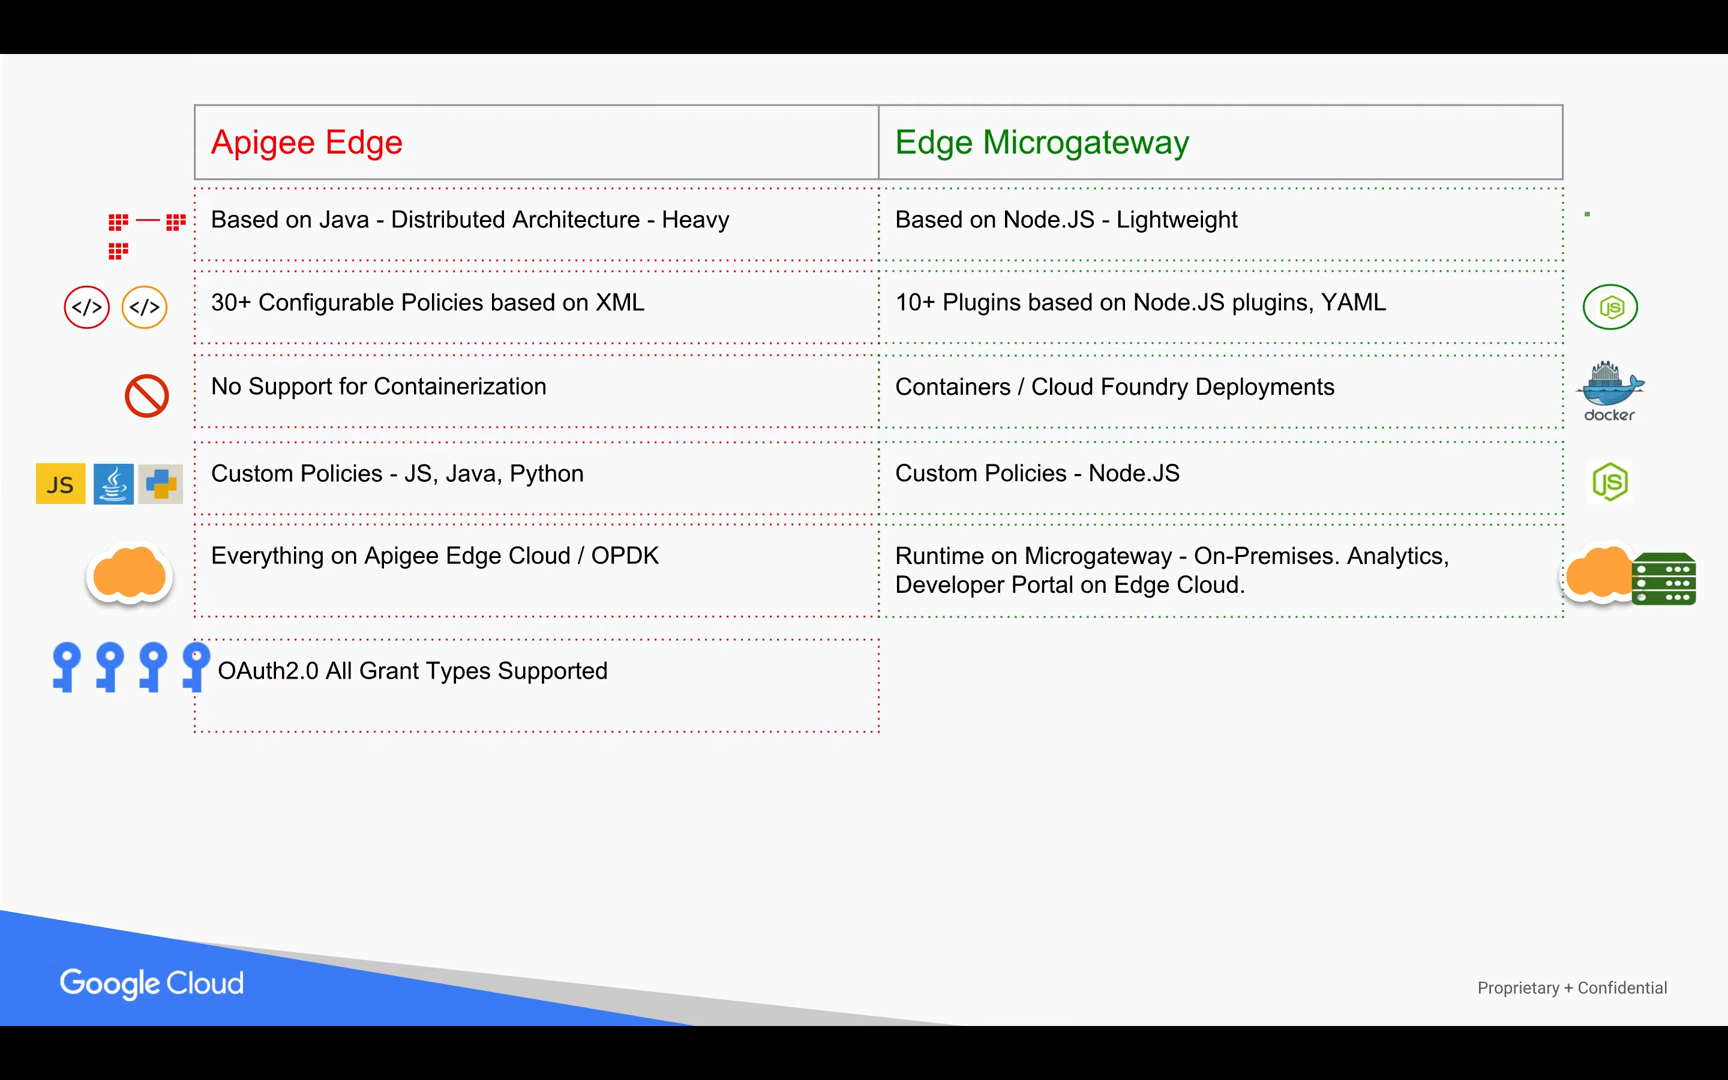 Apigee Edge
Edge Microgateway
Based on Java - Distributed Architecture - Heavy
Based on Node.JS - Lightweight
</> </>
30+ Configurable Policies based on XML
10+ Plugins based on Node.JS plugins, YAML
JS
No Support for Containerization
Containers / Cloud Foundry Deployments
docker
JS
Custom Policies - JS, Java, Python
Custom Policies - Node.JS
JS
Everything on Apigee Edge Cloud / OPDK
Runtime on Microgateway - On-Premises. Analytics,
Developer Portal on Edge Cloud.
OAuth2.0 All Grant Types Supported
Google Cloud
Proprietary + Confidential